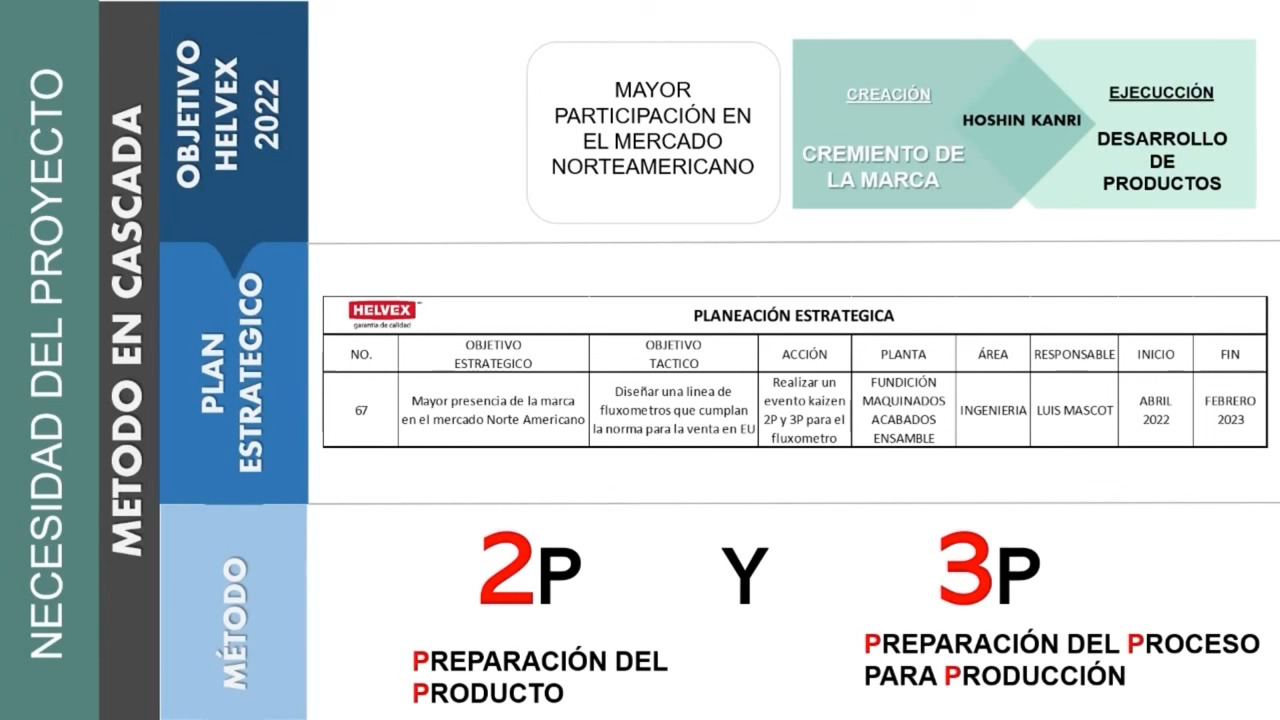 NECESIDAD DEL PROYECTO
METODO EN CASCADA
OBJETIVO
HELVEX
2022
MAYOR
PARTICIPACIÓN EN
EL MERCADO
NORTEAMERICANO
CREACIÓN
CREMIENTO DE
LA MARCA
HOSHIN KANRI
EJECUCCIÓN
DESARROLLO
DE
PRODUCTOS
PLAN
ESTRATEGICO
HELVEX
garantía de calidad
PLANEACIÓN ESTRATEGICA
NO.
OBJETIVO
ESTRATEGICO
OBJETIVO
TACTICO
ACCIÓN
PLANTA
ÁREA
RESPONSABLE
INICIO
FIN
67
Mayor presencia de la marca
en el mercado Norte Americano
Diseñar una linea de
fluxometros que cumplan
la norma para la venta en EU
Realizar un
evento kaizen
2P y 3P para el
fluxometro
FUNDICIÓN
MAQUINADOS
ACABADOS
ENSAMBLE
INGENIERIA
LUIS MASCOT
ABRIL
2022
FEBRERO
2023
MÉTODO
2P Y 3P
PREPARACIÓN DEL
PRODUCTO
PREPARACIÓN DEL PROCESO
PARA PRODUCCIÓN